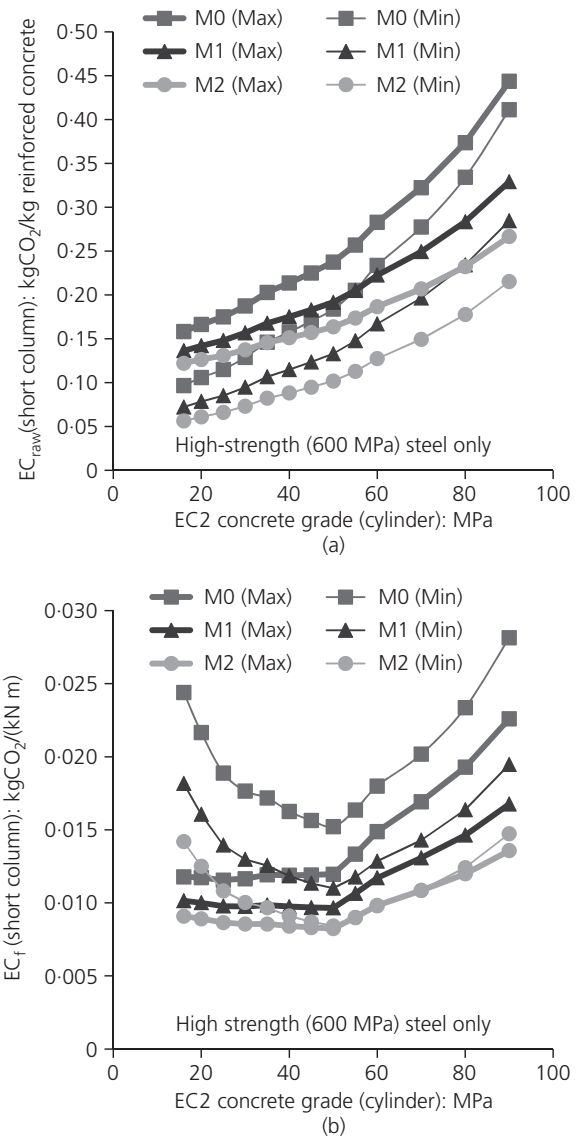 M0 (Max) M0 (Min)
M1 (Max) M1 (Min)
M2 (Max) M2 (Min)
EC_raw(short column): kgCO₂/kg reinforced concrete
0·50
0·45
0·40
0·35
0·30
0·25
0·20
0·15
0·10
0·05
0
High-strength (600 MPa) steel only
0 20 40 60 80 100
EC2 concrete grade (cylinder): MPa
(a)
M0 (Max) M0 (Min)
M1 (Max) M1 (Min)
M2 (Max) M2 (Min)
EC_f (short column): kgCO₂/(kN m)
0·030
0·025
0·020
0·015
0·010
0·005
0
High strength (600 MPa) steel only
0 20 40 60 80 100
EC2 concrete grade (cylinder): MPa
(b)